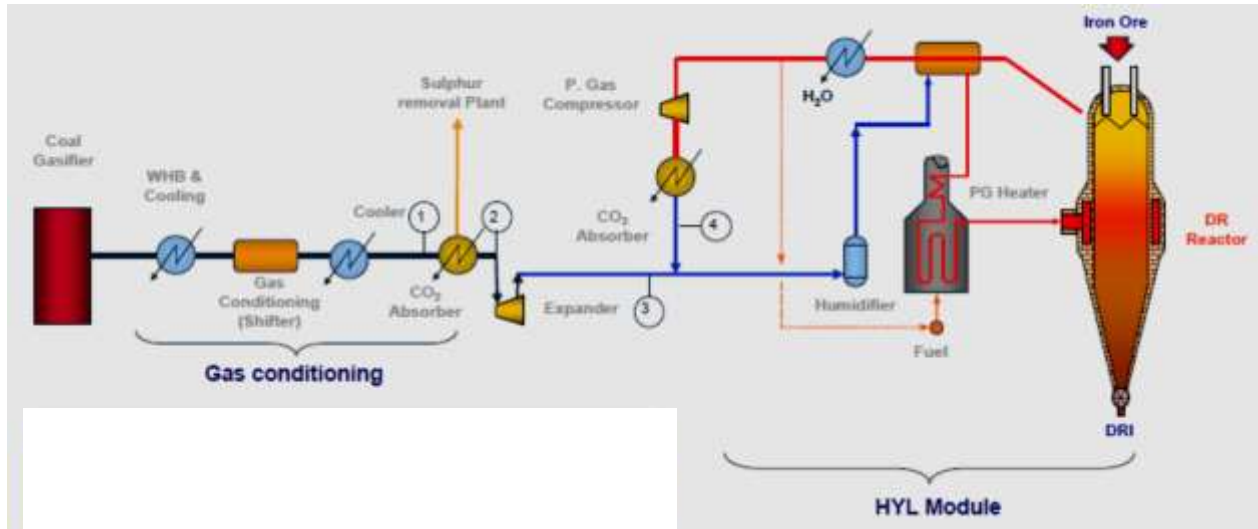 Iron Ore
Sulphur
removal Plant
P. Gas
Compressor
H₂O
Coal
Gasifier
WHB &
Cooling
Cooler
1
2
PG Heater
CO₂
Absorber
4
DR
Reactor
Gas
Conditioning
(Shifter)
CO₂
Absorber
Expander
3
Humidifier
Fuel
Gas conditioning
DRI
HYL Module